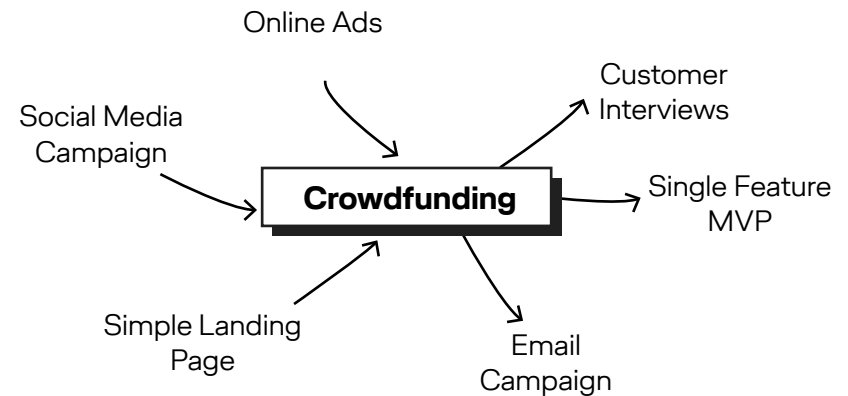 Online Ads
Customer
Interviews
Social Media
Campaign
Crowdfunding
Single Feature
MVP
Simple Landing
Page
Email
Campaign